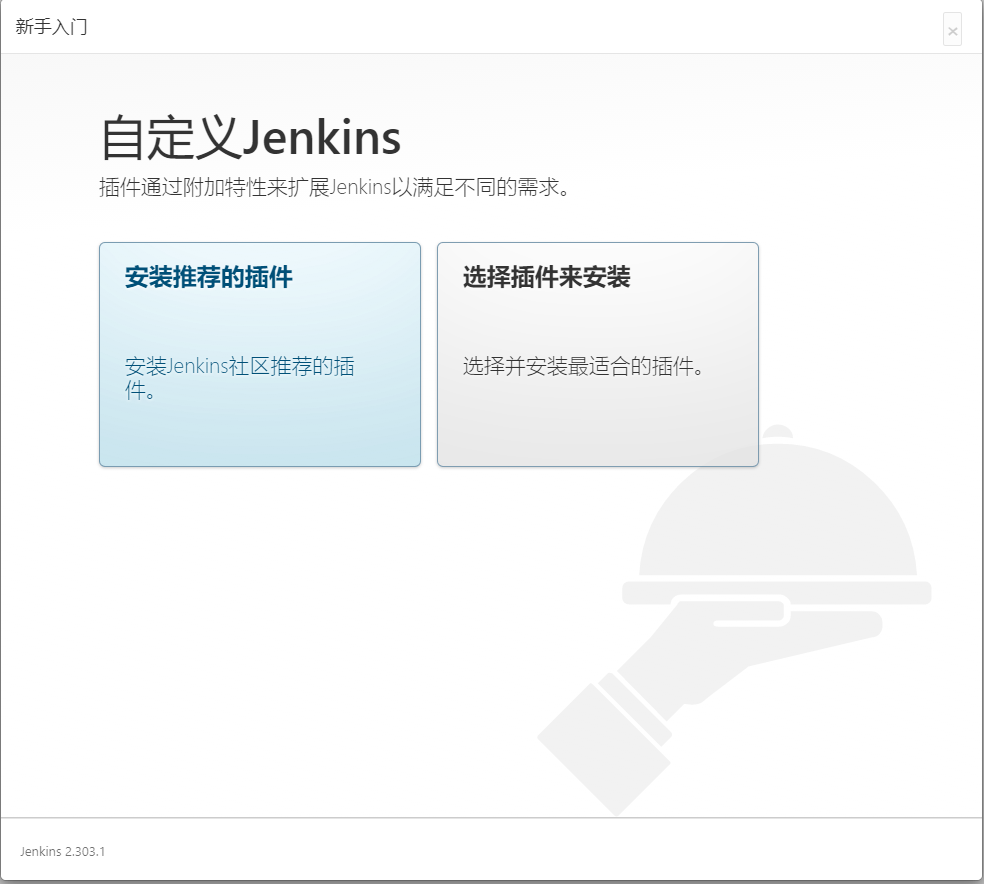 新手入门
×
自定义Jenkins
插件通过附加特性来扩展Jenkins以满足不同的需求。
安装推荐的插件
安装Jenkins社区推荐的插
件。
选择插件来安装
选择并安装最适合的插件。
Jenkins 2.303.1